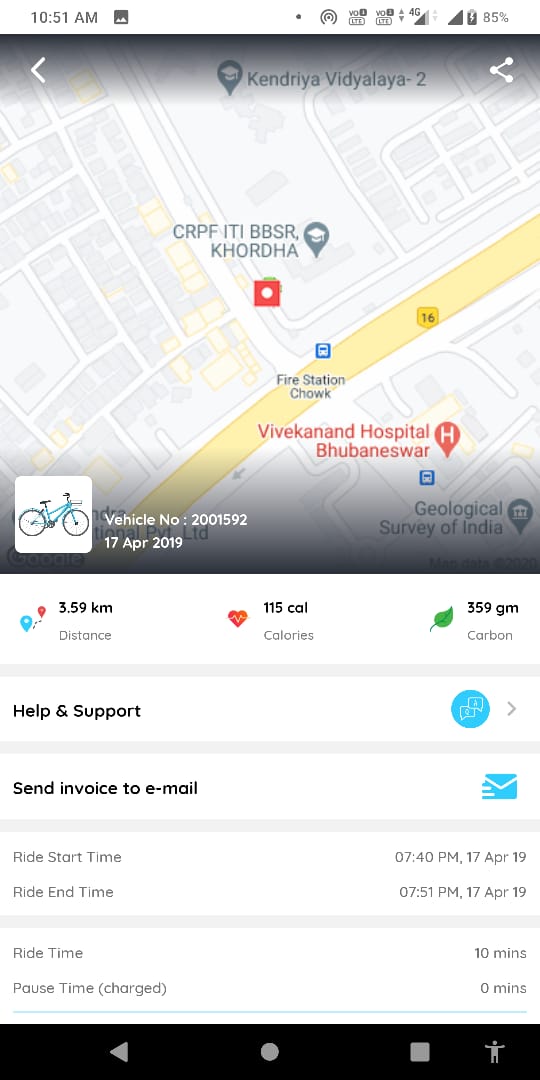 10:51 AM
4G
85%
Kendriya Vidyalaya- 2
CRPF ITI BBSR,
KHORDHA
16
Fire Station
Chowk
Vivekanand Hospital
Bhubaneswar
H
Geological
Survey of India
Vehicle No : 2001592
17 Apr 2019
Google
Map data ©2020
3.59 km
Distance
115 cal
Calories
359 gm
Carbon
Help & Support
Send invoice to e-mail
Ride Start Time
07:40 PM, 17 Apr 19
Ride End Time
07:51 PM, 17 Apr 19
Ride Time
10 mins
Pause Time (charged)
0 mins